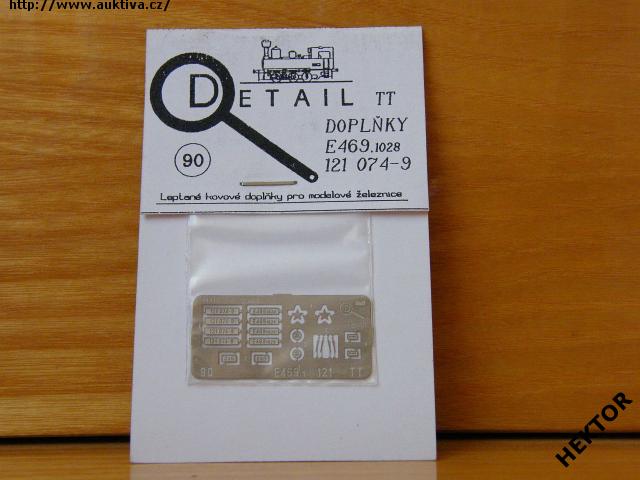 http://www.auktiva.cz/
DETAIL TT
DOPLŇKY
E469.1028
90
121 074-9
Leptané kovové doplňky pro modelové železnice
90 E469.1 121 TT
HEKTOR